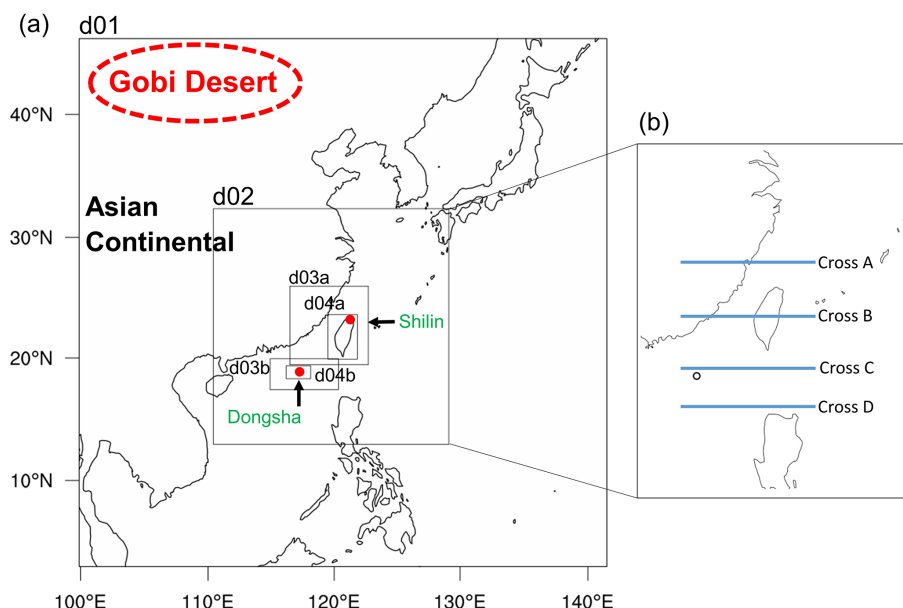 (a)
d01
Gobi Desert
40°N
(b)
d02
Asian
Continental
30°N
d03a
Cross A
d04a
Shilin
Cross B
20°N
d03b
d04b
Cross C
Dongsha
Cross D
10°N
100°E
110°E
120°E
130°E
140°E